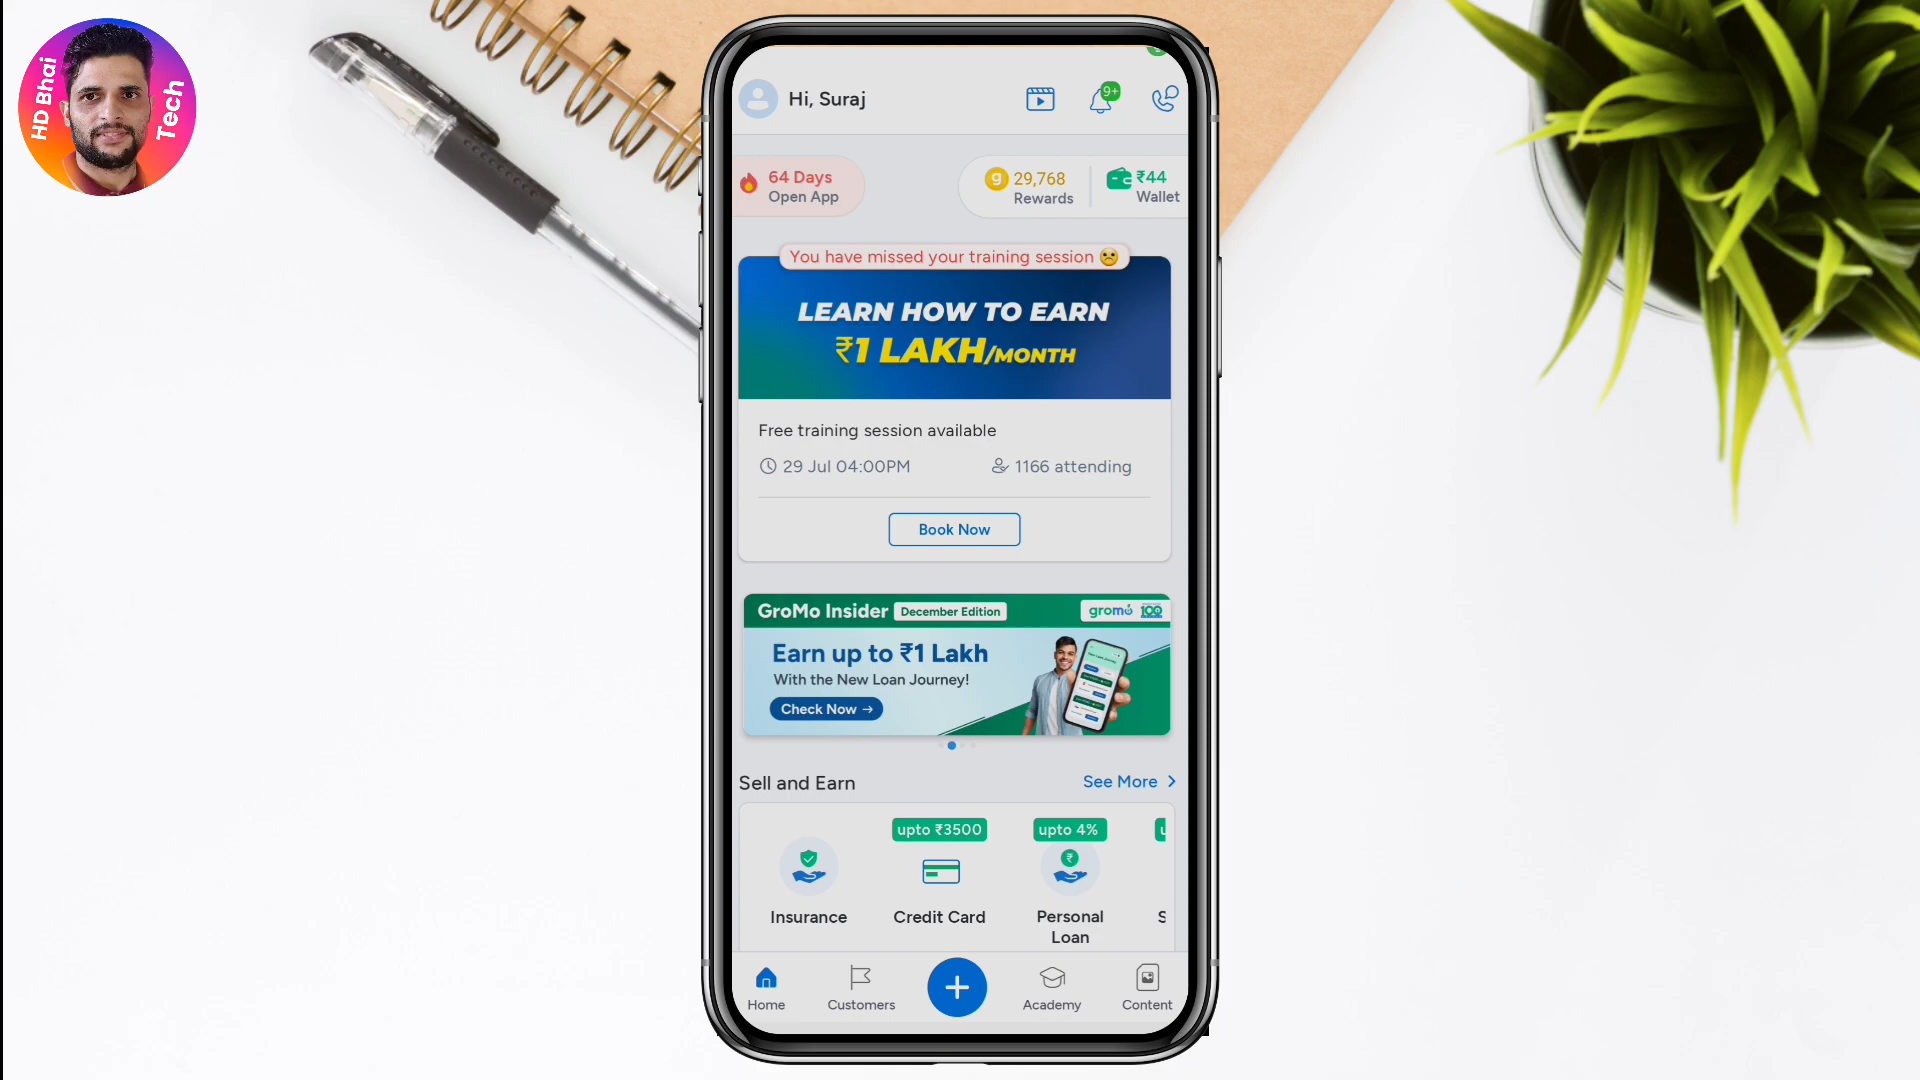 HD Bhai
Tech
Hi, Suraj
9+
64 Days
Open App
29,768
Rewards
₹44
Wallet
You have missed your training session
LEARN HOW TO EARN
₹1 LAKH/MONTH
Free training session available
29 Jul 04:00PM
1166 attending
Book Now
GroMo Insider
December Edition
gromo
100
Earn up to ₹1 Lakh
With the New Loan Journey!
Check Now →
Sell and Earn
See More >
upto ₹3500
upto 4%
Insurance
Credit Card
Personal
Loan
Home
Customers
Academy
Content